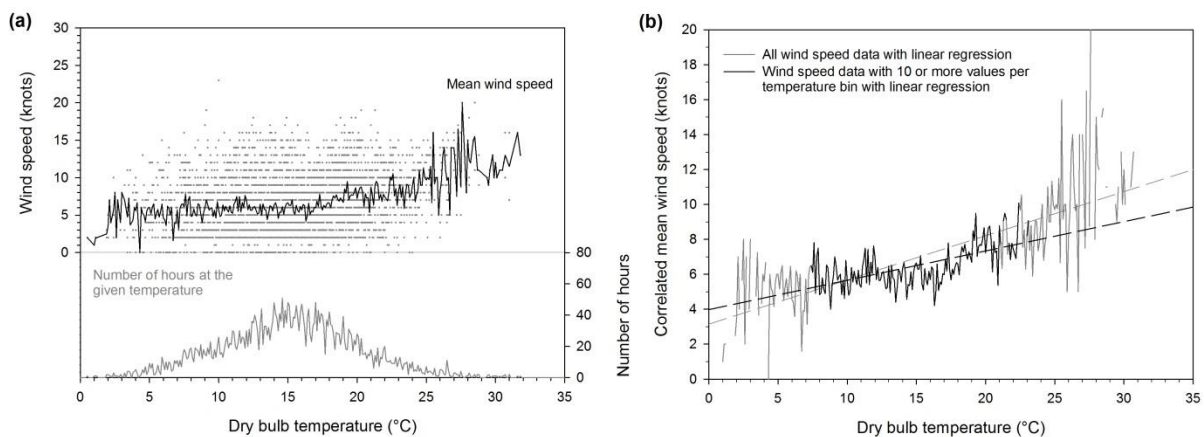 (a)
30
25
20
15
10
5
0
Wind speed (knots)
Mean wind speed
Number of hours at the
given temperature
80
60
40
20
0
Number of hours
0 5 10 15 20 25 30 35
Dry bulb temperature (°C)
(b)
20
18
16
14
12
10
8
6
4
2
0
Correlated mean wind speed (knots)
All wind speed data with linear regression
Wind speed data with 10 or more values per
temperature bin with linear regression
0 5 10 15 20 25 30 35
Dry bulb temperature (°C)